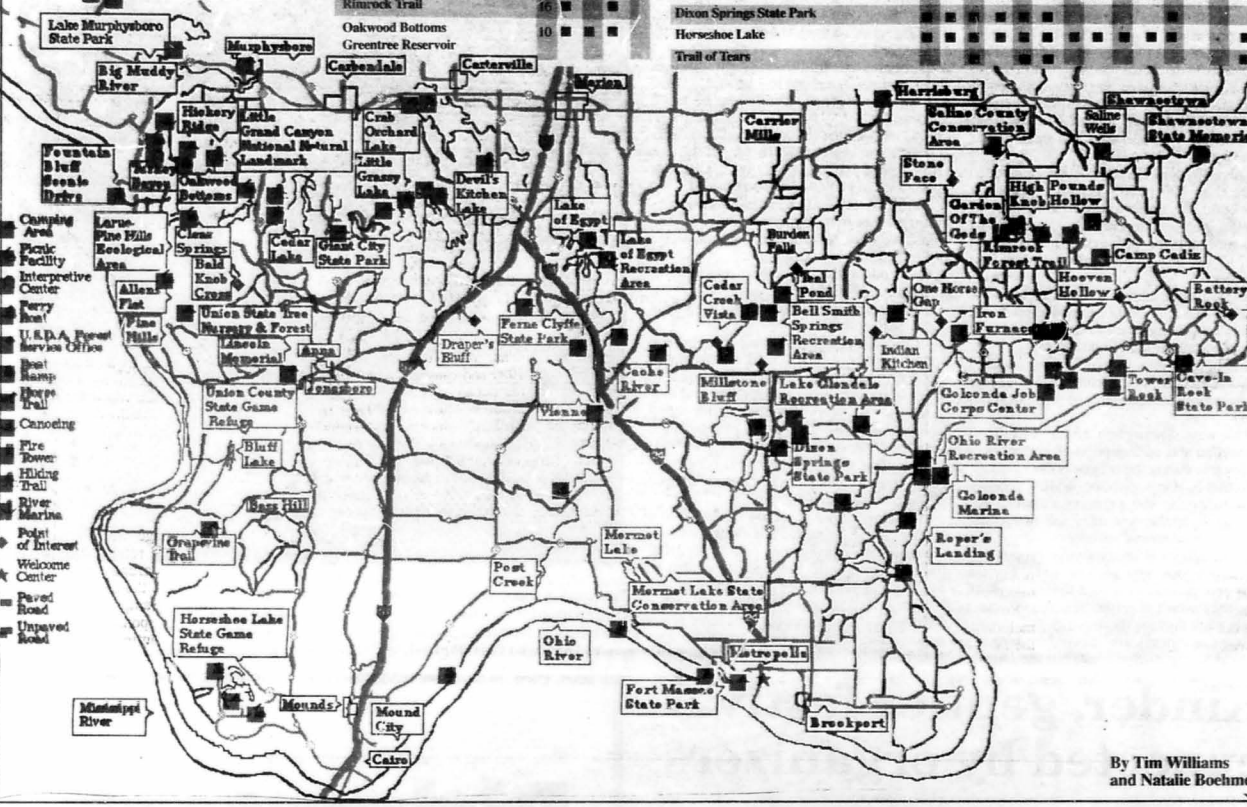 Rimrock Trail 16
Oakwood Bottoms
Greentree Reservoir 10
Dixon Springs State Park
Horseshoe Lake
Trail of Tears
Lake Murphysboro
State Park
Murphysboro
Carbondale
Carterville
Marion
Big Muddy
River
Harrisburg
Shawneetown
Hickory
Ridge
Little
Grand Canyon
National Natural
Landmark
Crab
Orchard
Lake
Little
Grassy
Lake
Carrier
Mills
Saline County
Conservation
Area
Saline
Wells
Shawneetown
State Memorial
Fountain
Bluff
Scenic
Drive
Turkey
Bayou
Oakwood
Bottoms
Devil's
Kitchen
Lake
Stone
Face
High
Knob
Pounds
Hollow
Garden
Of The
Gods
Lake
of Egypt
Larue-
Pine Hills
Ecological
Area
Clear
Springs
Bald
Knob
Cross
Cedar
Lake
Giant City
State Park
Lake
of Egypt
Recreation
Area
Burden
Falls
Rimrock
Forest Trail
Camp Cadiz
Allen
Flat
Teal
Pond
One Horse
Gap
Hooven
Hollow
Battery
Rock
Cedar
Creek
Vista
Pine
Hills
Union State Tree
Nursery & Forest
Lincoln
Memorial
Anna
Jonesboro
Draper's
Bluff
Ferne Clyffe
State Park
Bell Smith
Springs
Recreation
Area
Iron
Furnace
Indian
Kitchen
Cache
River
Union County
State Game
Refuge
Vienna
Millstone
Bluff
Lake Glendale
Recreation Area
Golconda Job
Corps Center
Tower
Rock
Cave-In
Rock
State Park
Bluff
Lake
Dixon
Springs
State Park
Ohio River
Recreation Area
Golconda
Marina
Bass Hill
Grapevine
Trail
Mermet
Lake
Roper's
Landing
Post
Creek
Mermet Lake State
Conservation Area
Horseshoe Lake
State Game
Refuge
Ohio
River
Metropolis
Fort Massac
State Park
Mississippi
River
Mounds
Mound
City
Brookport
Cairo
Camping
Area
Picnic
Facility
Interpretive
Center
Ferry
Boat
U.S.D.A. Forest
Service Office
Boat
Ramp
Horse
Trail
Canoeing
Fire
Tower
Hiking
Trail
River
Marina
Point
of Interest
Welcome
Center
Paved
Road
Unpaved
Road
By Tim Williams
and Natalie Boehme